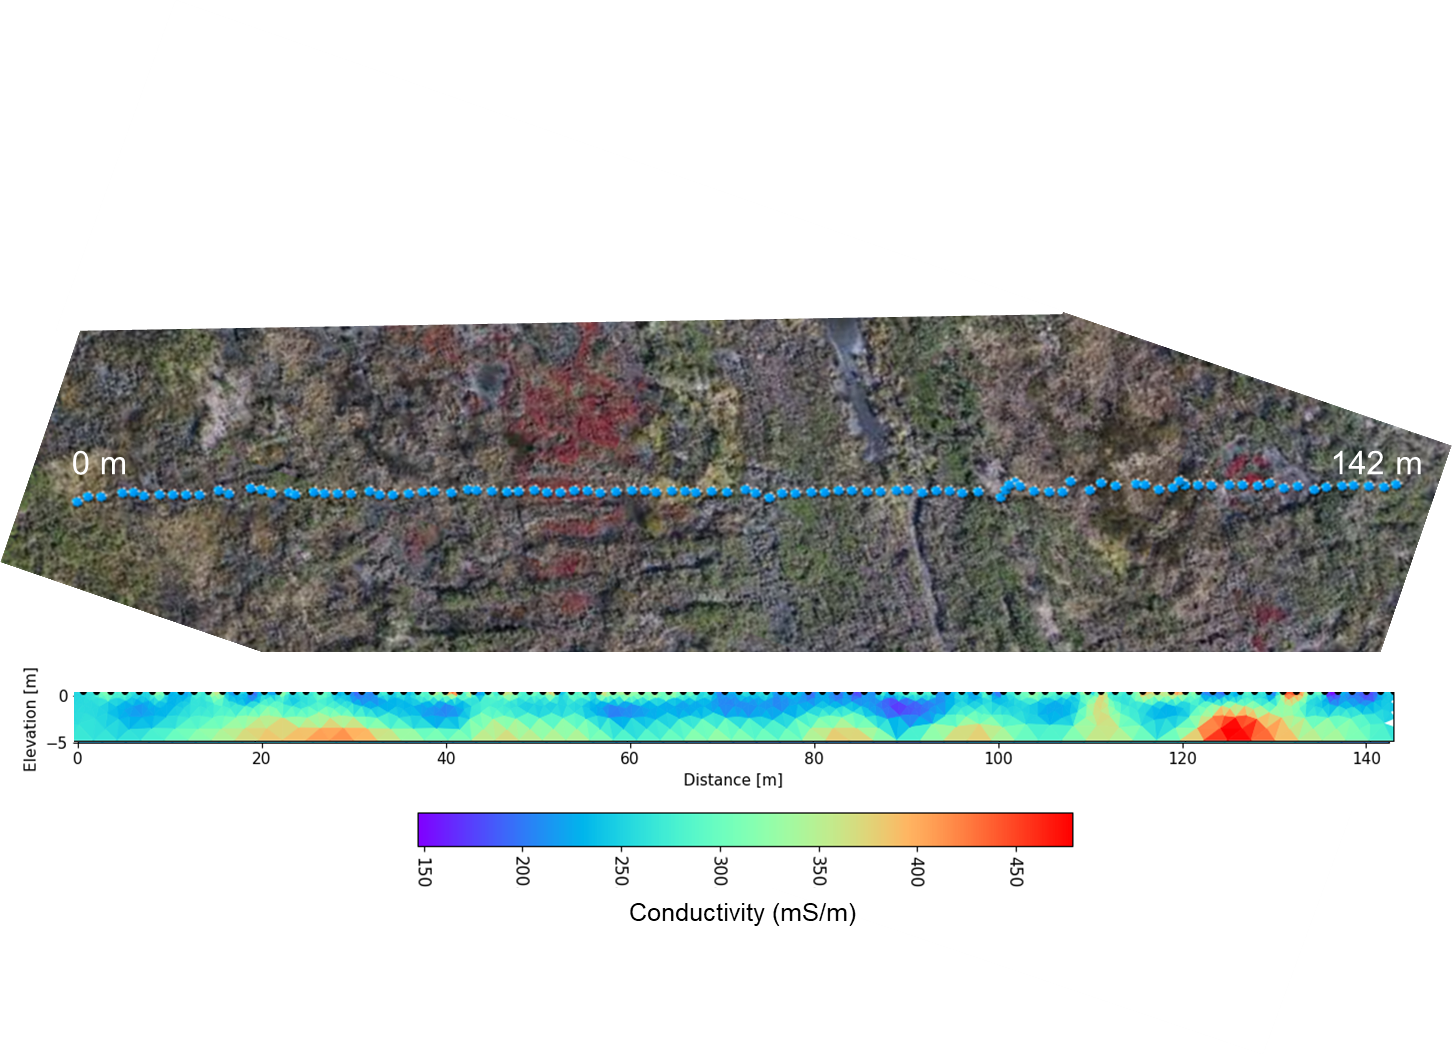 0 m
142 m
Elevation [m]
0
−5
0 20 40 60 80 100 120 140
Distance [m]
150 200 250 300 350 400 450
Conductivity (mS/m)